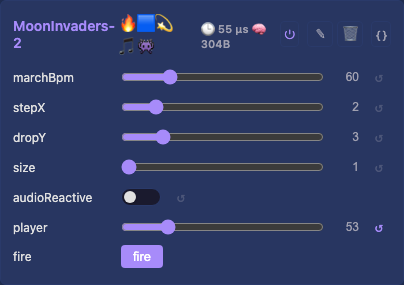 MoonInvaders-2 🔥🟦💫🎵👾 🕒 55 µs 🧠 304B { }
marchBpm 60
stepX 2
dropY 3
size 1
audioReactive
player 53
fire fire